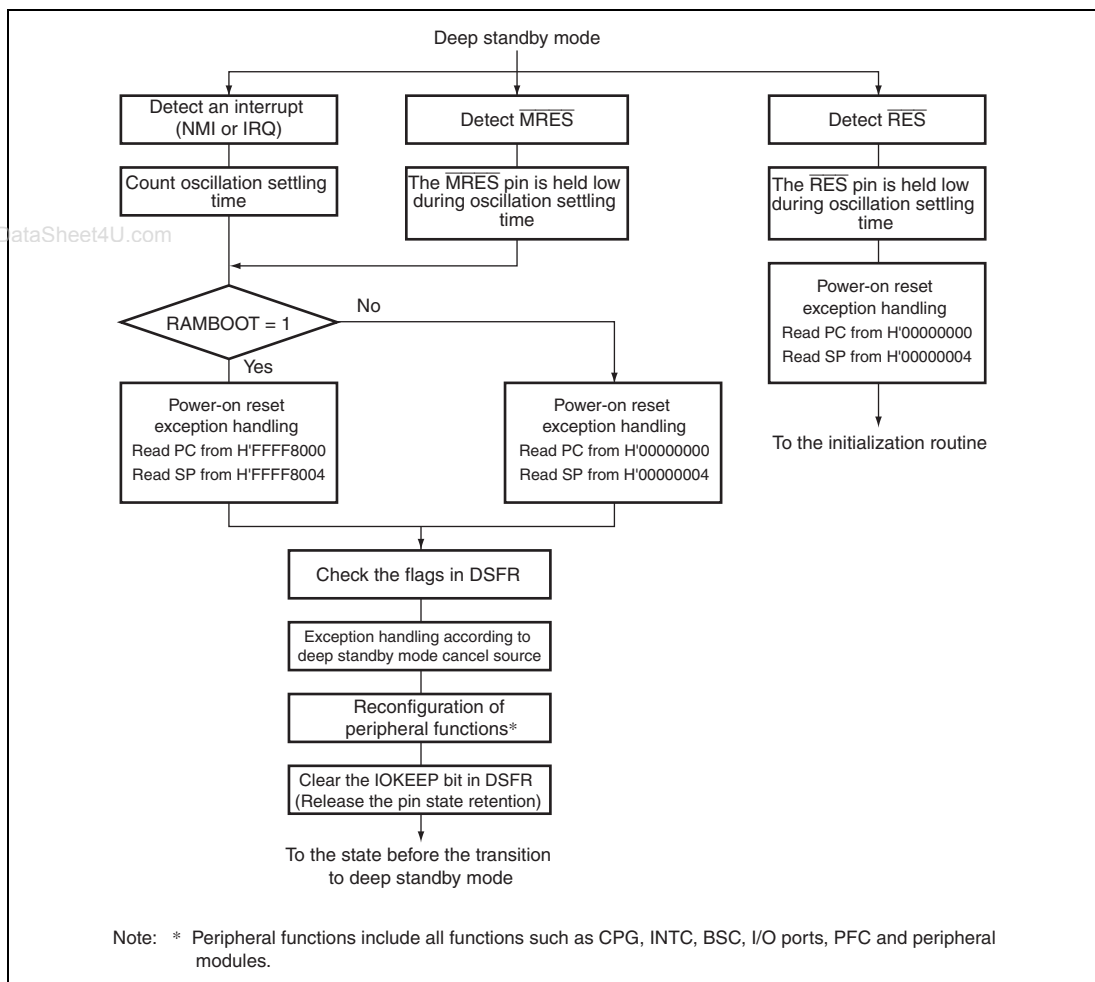 Deep standby mode
Detect an interrupt
(NMI or IRQ)
Detect MRES
Detect RES
Count oscillation settling
time
The MRES pin is held low
during oscillation settling
time
The RES pin is held low
during oscillation settling
time
DataSheet4U.com
RAMBOOT = 1
No
Yes
Power-on reset
exception handling
Read PC from H'00000000
Read SP from H'00000004
To the initialization routine
Power-on reset
exception handling
Read PC from H'FFFF8000
Read SP from H'FFFF8004
Power-on reset
exception handling
Read PC from H'00000000
Read SP from H'00000004
Check the flags in DSFR
Exception handling according to
deep standby mode cancel source
Reconfiguration of
peripheral functions*
Clear the IOKEEP bit in DSFR
(Release the pin state retention)
To the state before the transition
to deep standby mode
Note: * Peripheral functions include all functions such as CPG, INTC, BSC, I/O ports, PFC and peripheral
modules.